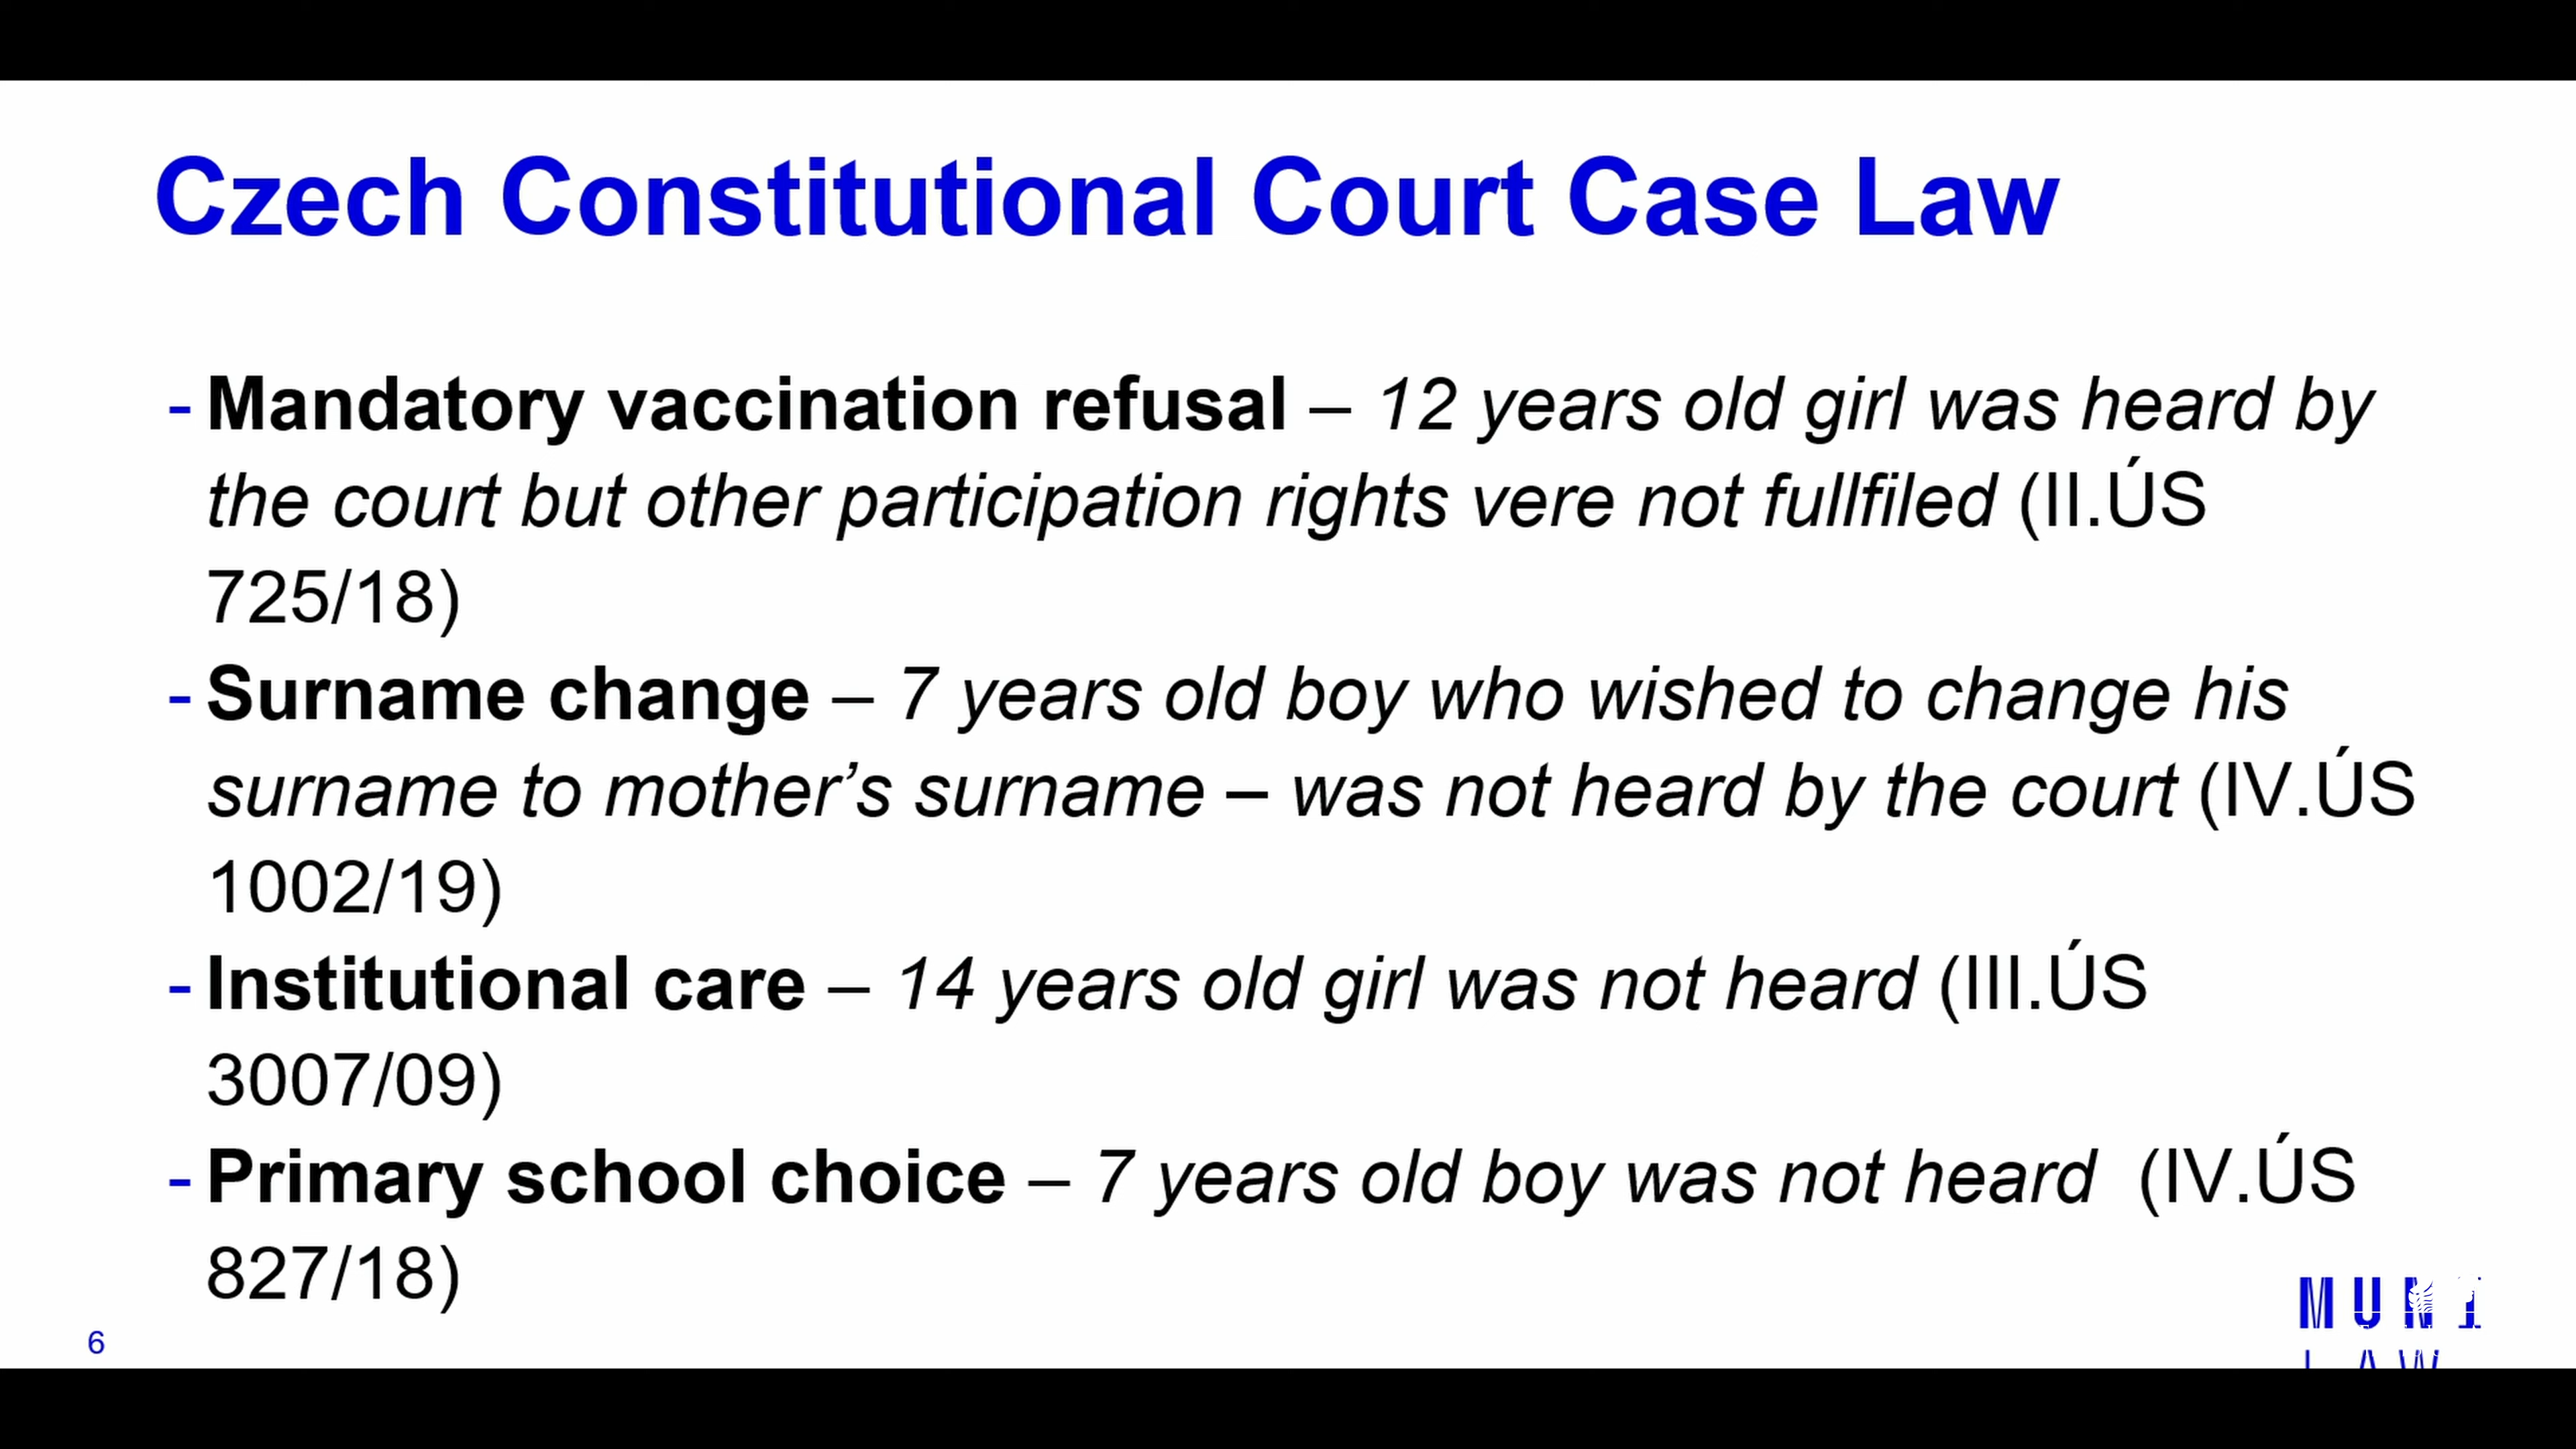 Czech Constitutional Court Case Law
- Mandatory vaccination refusal – 12 years old girl was heard by
the court but other participation rights vere not fullfiled (II.ÚS
725/18)
- Surname change – 7 years old boy who wished to change his
surname to mother’s surname – was not heard by the court (IV.ÚS
1002/19)
- Institutional care – 14 years old girl was not heard (III.ÚS
3007/09)
- Primary school choice – 7 years old boy was not heard  (IV.ÚS
827/18)
6
MUNI
LAW